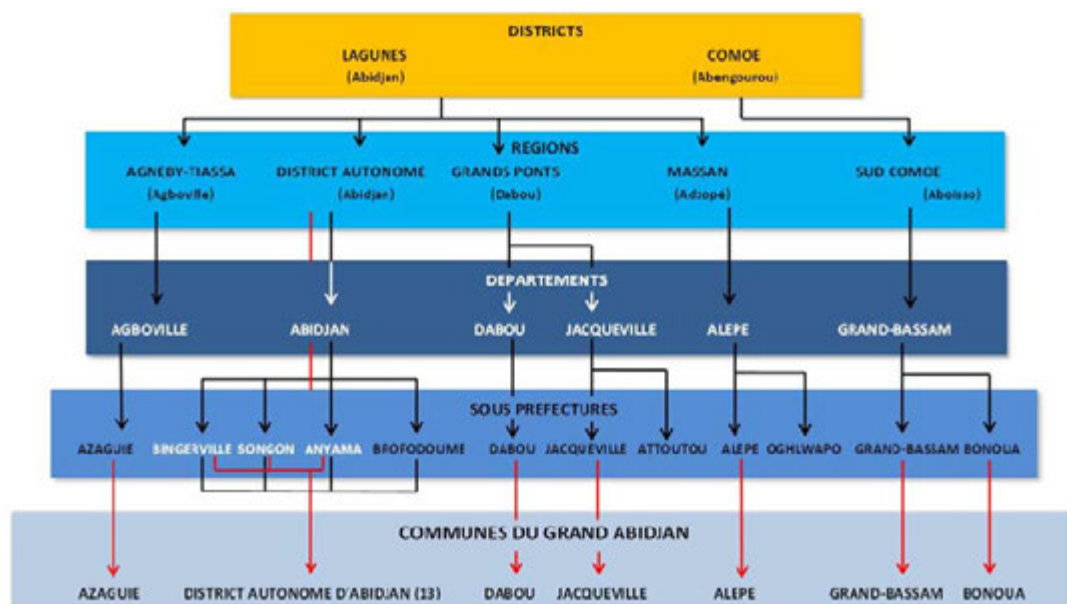 DISTRICTS
LAGUNES COMOE
(Abidjan) (Abengourou)
REGIONS
AGNEBY-TIASSA DISTRICT AUTONOME GRANDS PONTS MASSAN SUD COMOE
(Agboville) (Abidjan) (Dabou) (Adzopé) (Aboisso)
DEPARTEMENTS
AGBOVILLE ABIDJAN DABOU JACQUEVILLE ALEPE GRAND-BASSAM
SOUS PREFECTURES
AZAGUIE BINGERVILLE SONGON ANYAMA BROFODOUME DABOU JACQUEVILLE ATTOUTOU ALEPE OGHLWAPO GRAND-BASSAM BONOUA
COMMUNES DU GRAND ABIDJAN
AZAGUIE DISTRICT AUTONOME D'ABIDJAN (13) DABOU JACQUEVILLE ALEPE GRAND-BASSAM BONOUA